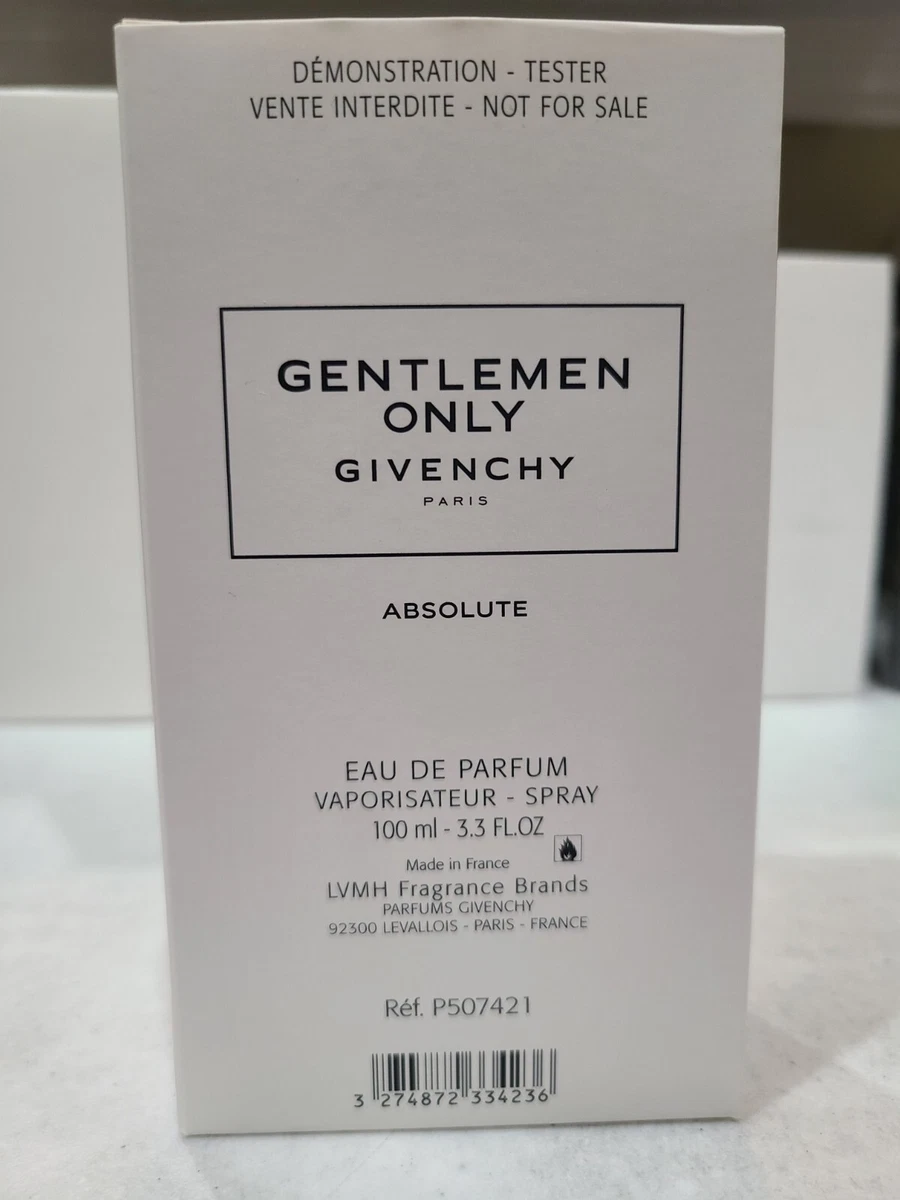 DÉMONSTRATION - TESTER
VENTE INTERDITE - NOT FOR SALE
GENTLEMEN
ONLY
GIVENCHY
PARIS
ABSOLUTE
EAU DE PARFUM
VAPORISATEUR - SPRAY
100 ml - 3.3 FL.OZ
Made in France
LVMH Fragrance Brands
PARFUMS GIVENCHY
92300 LEVALLOIS - PARIS - FRANCE
Réf. P507421
3 274872 334236